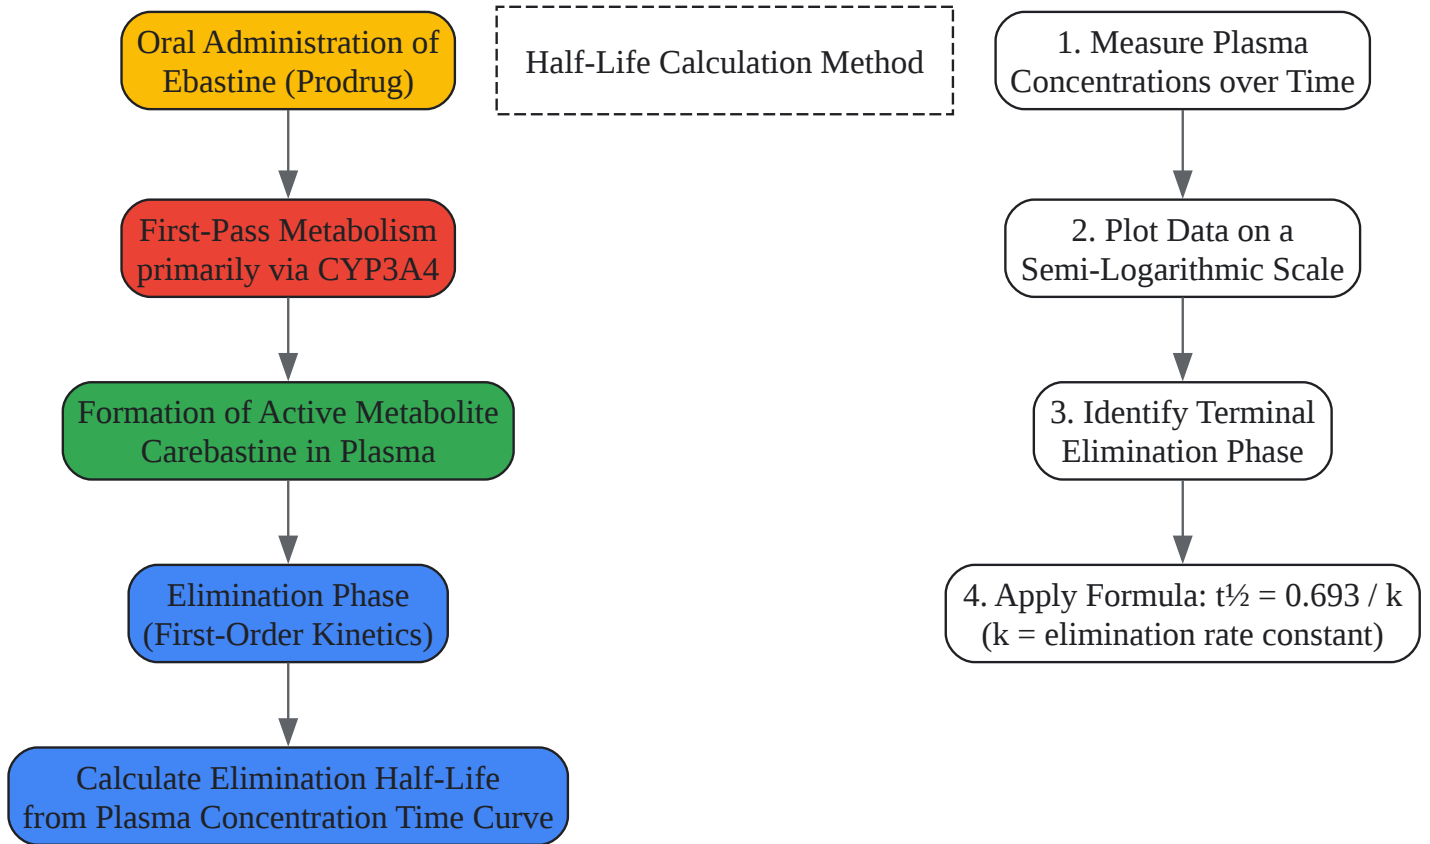 Oral Administration of
Ebastine (Prodrug)
First-Pass Metabolism
primarily via CYP3A4
Formation of Active Metabolite
Carebastine in Plasma
Elimination Phase
(First-Order Kinetics)
Calculate Elimination Half-Life
from Plasma Concentration Time Curve
Half-Life Calculation Method
1. Measure Plasma
Concentrations over Time
2. Plot Data on a
Semi-Logarithmic Scale
3. Identify Terminal
Elimination Phase
4. Apply Formula: t½ = 0.693 / k
(k = elimination rate constant)